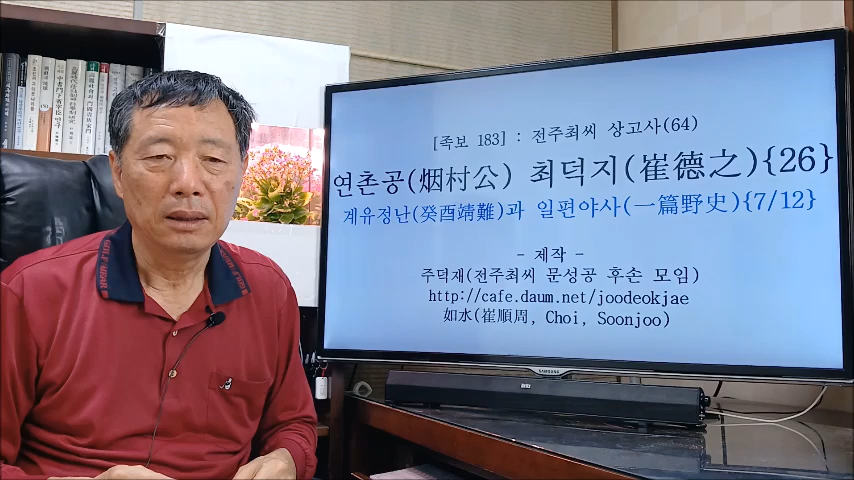 [족보 183] : 전주최씨 상고사(64)
연촌공(烟村公) 최덕지(崔德之){26}
계유정난(癸酉靖難)과 일편야사(一篇野史){7/12}
- 제작 -
주덕재(전주최씨 문성공 후손 모임)
http://cafe.daum.net/joodeokjae
如水(崔順周, Choi, Soonjoo)
SAMSUNG